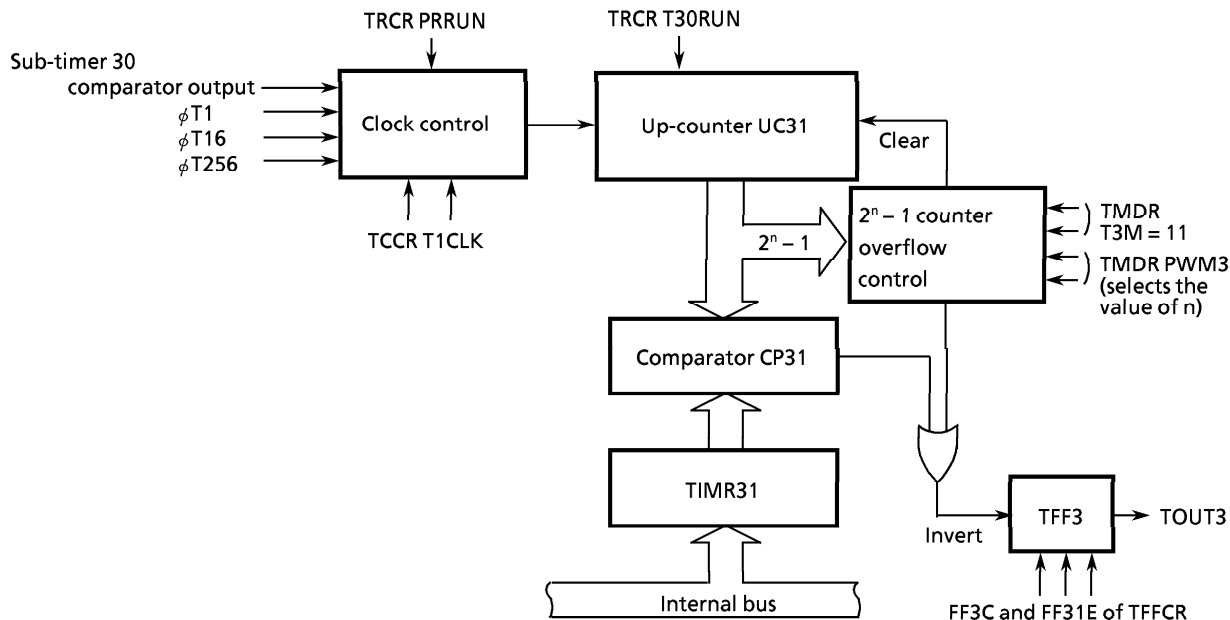 TRCR PRRUN
TRCR T30RUN
Sub-timer 30
comparator output
ϕT1
ϕT16
ϕT256
Clock control
Up-counter UC31
Clear
TCCR T1CLK
2ⁿ – 1
2ⁿ – 1 counter
overflow
control
TMDR
T3M = 11
TMDR PWM3
(selects the
value of n)
Comparator CP31
TIMR31
Invert
TFF3
TOUT3
Internal bus
FF3C and FF31E of TFFCR